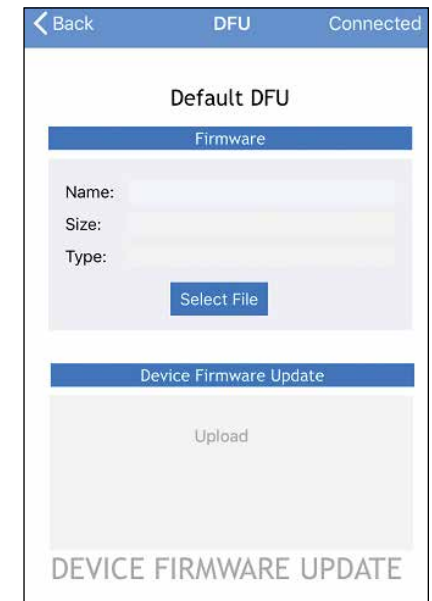 Back DFU Connected
Default DFU
Firmware
Name:
Size:
Type:
Select File
Device Firmware Update
Upload
DEVICE FIRMWARE UPDATE